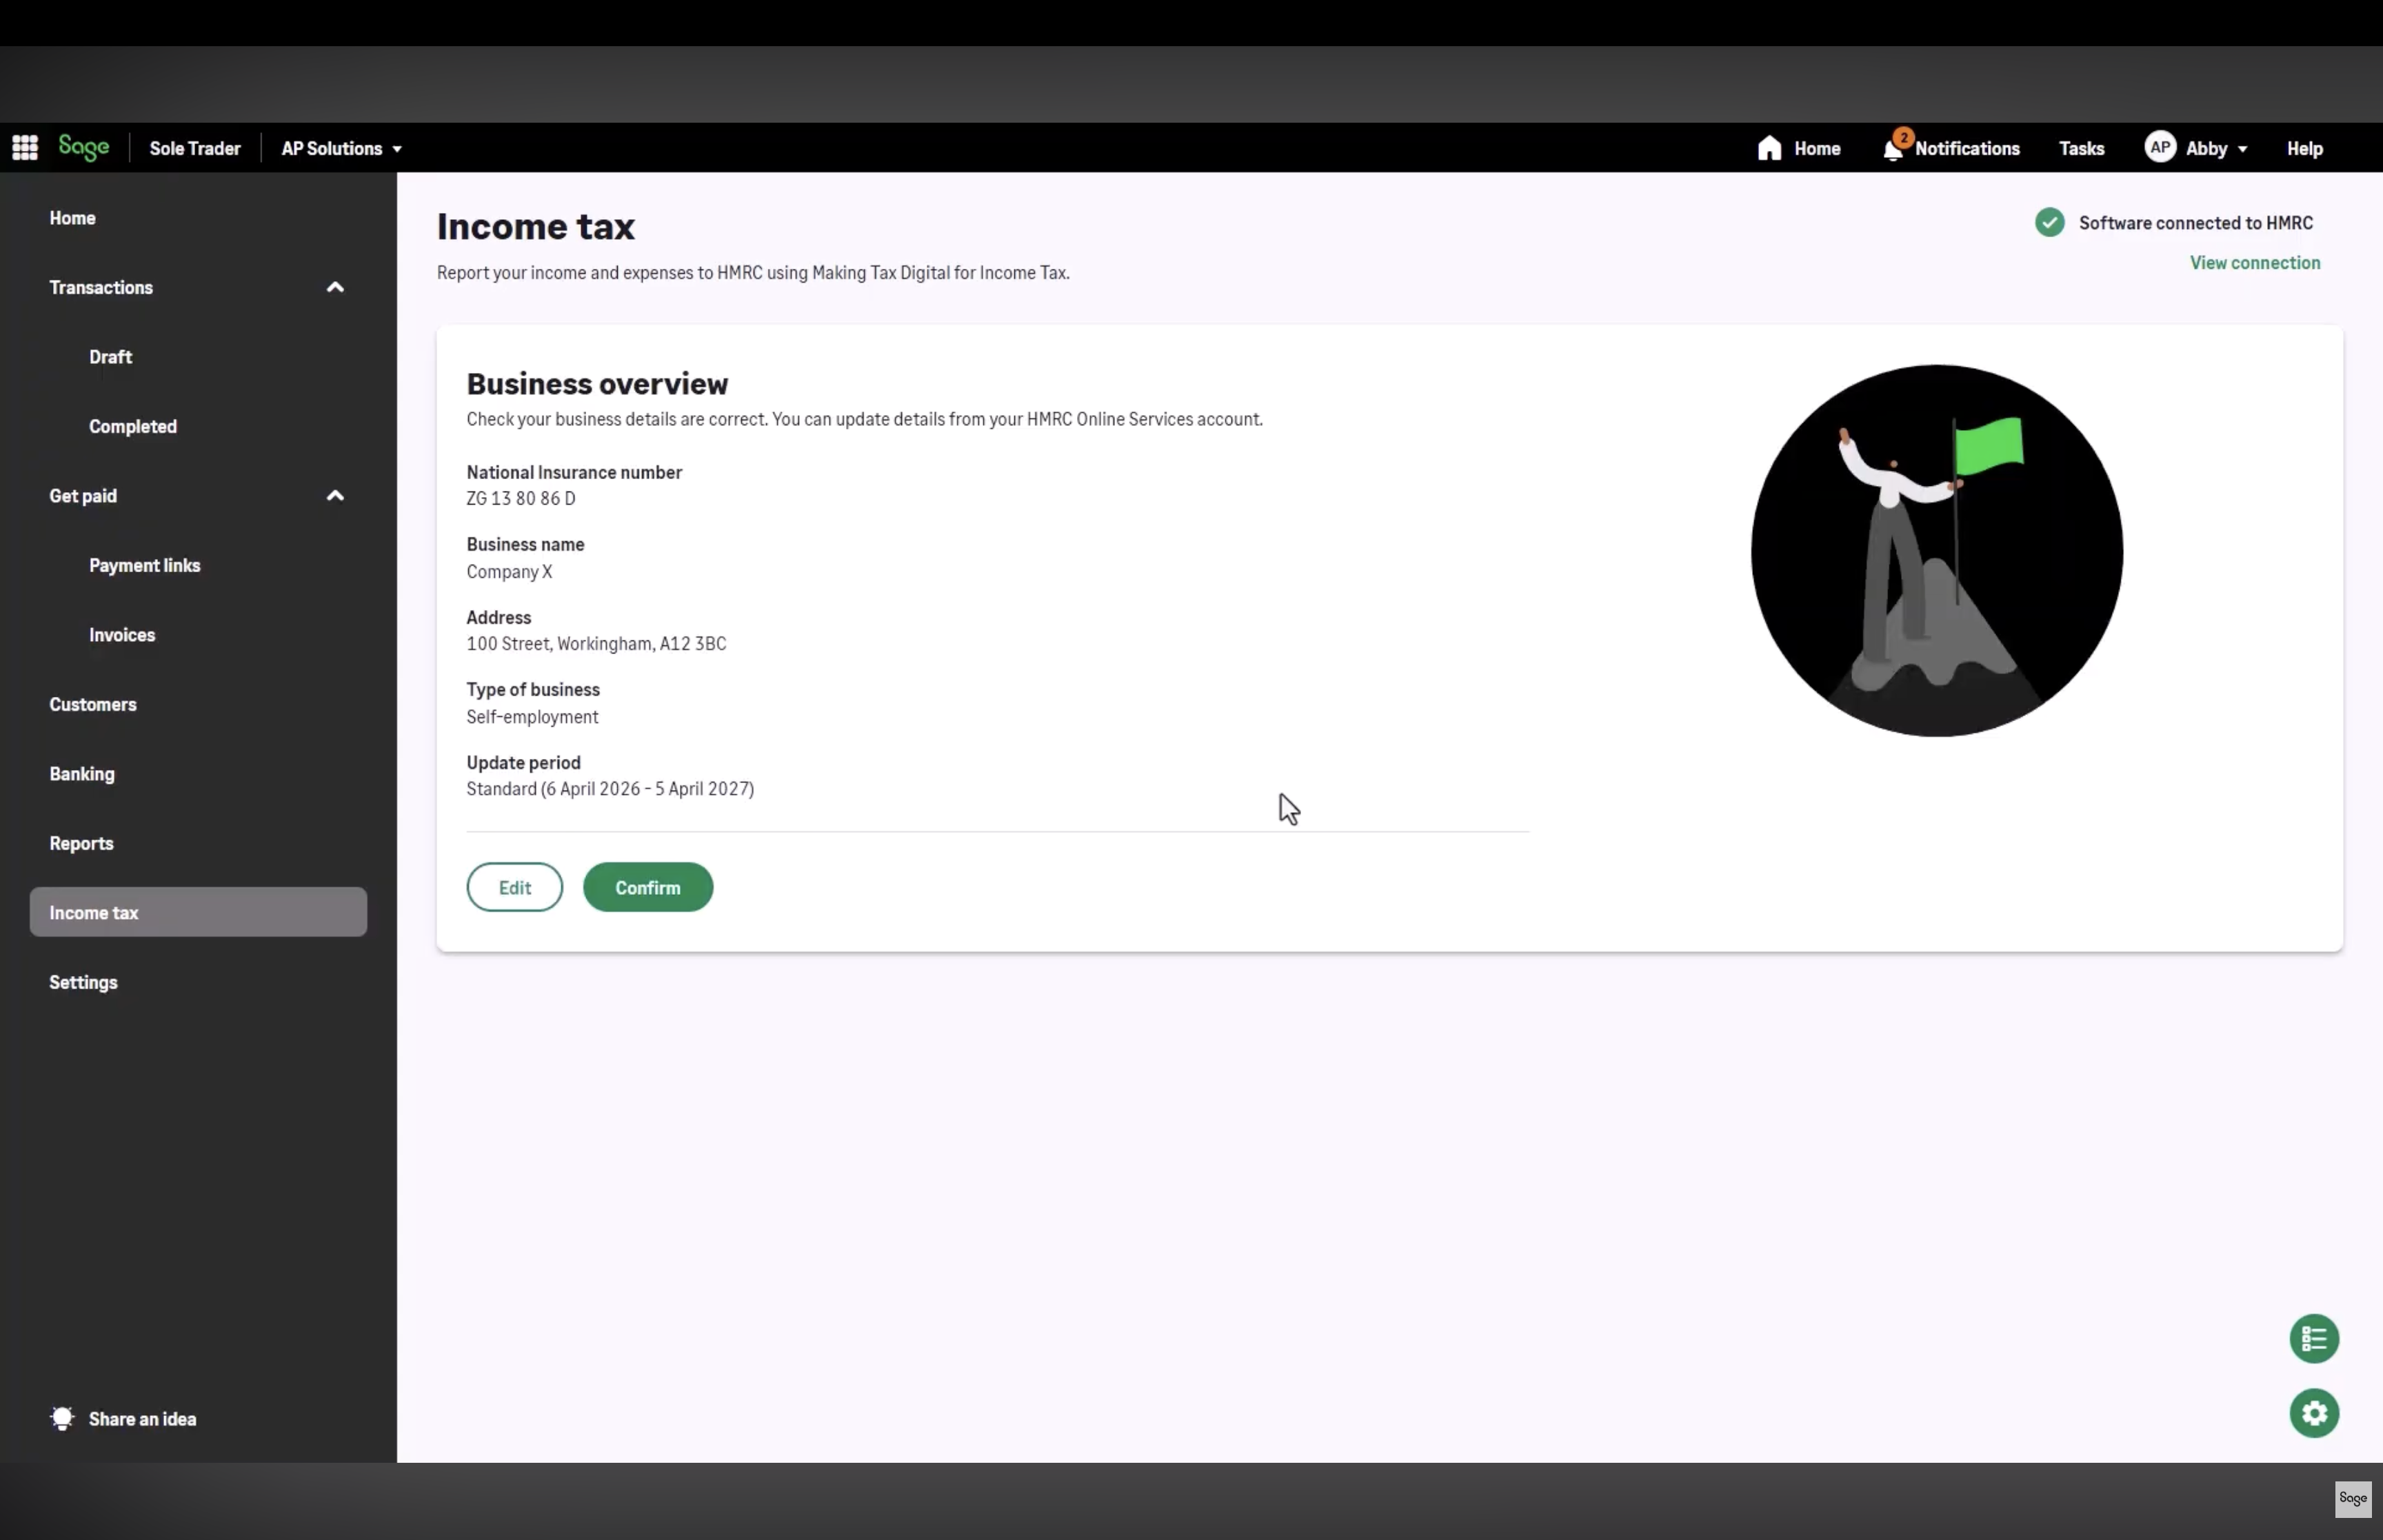 Sage
Sole Trader
AP Solutions
Home
2
Notifications
Tasks
AP
Abby
Help
Home
Transactions
Draft
Completed
Get paid
Payment links
Invoices
Customers
Banking
Reports
Income tax
Settings
Share an idea
Income tax
Report your income and expenses to HMRC using Making Tax Digital for Income Tax.
Software connected to HMRC
View connection
Business overview
Check your business details are correct. You can update details from your HMRC Online Services account.
National Insurance number
ZG 13 80 86 D
Business name
Company X
Address
100 Street, Workingham, A12 3BC
Type of business
Self-employment
Update period
Standard (6 April 2026 - 5 April 2027)
Edit
Confirm
Sage